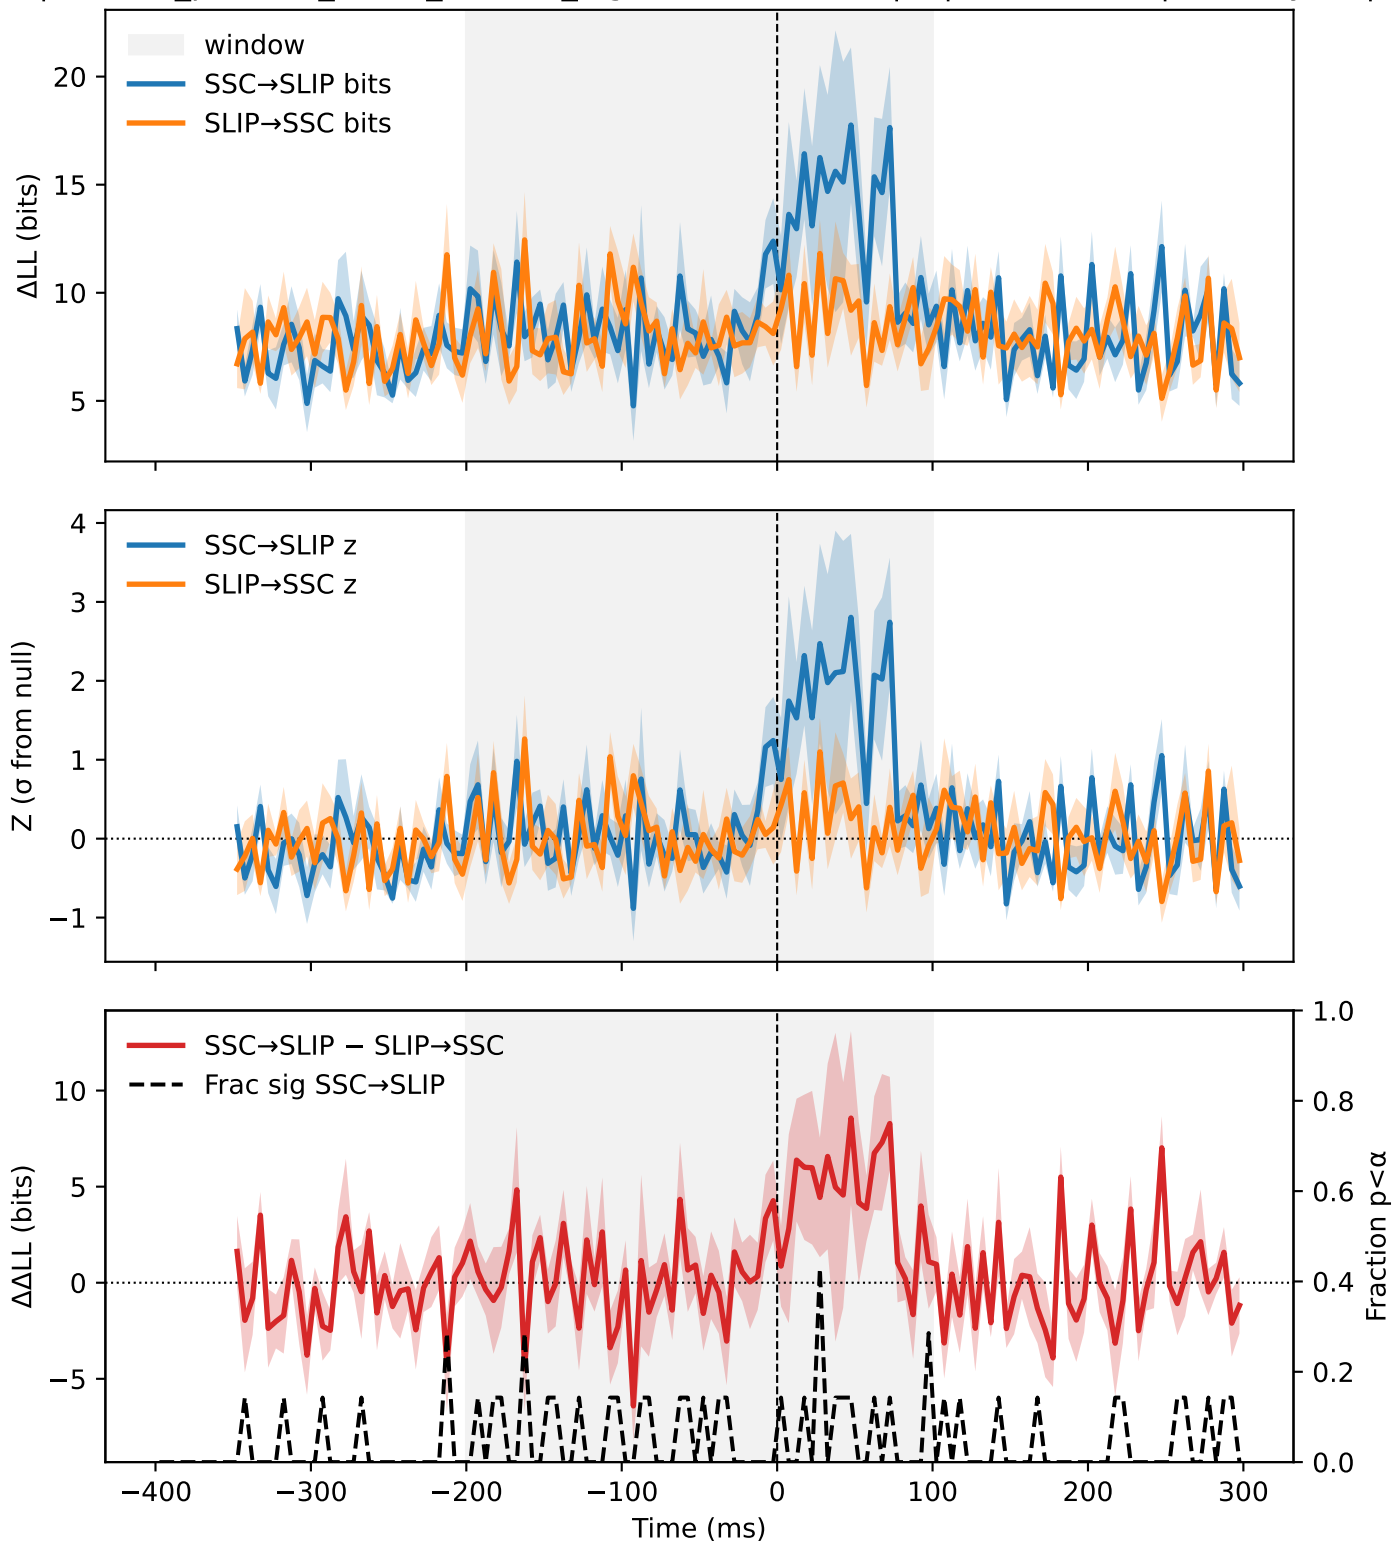 window
SSC→SLIP bits
SLIP→SSC bits
ΔLL (bits)
20
15
10
5
SSC→SLIP z
SLIP→SSC z
Z (σ from null)
4
3
2
1
0
−1
SSC→SLIP − SLIP→SSC
Frac sig SSC→SLIP
ΔΔLL (bits)
10
5
0
−5
1.0
0.8
0.6
0.4
0.2
0.0
Fraction p<α
−400
−300
−200
−100
0
100
200
300
Time (ms)